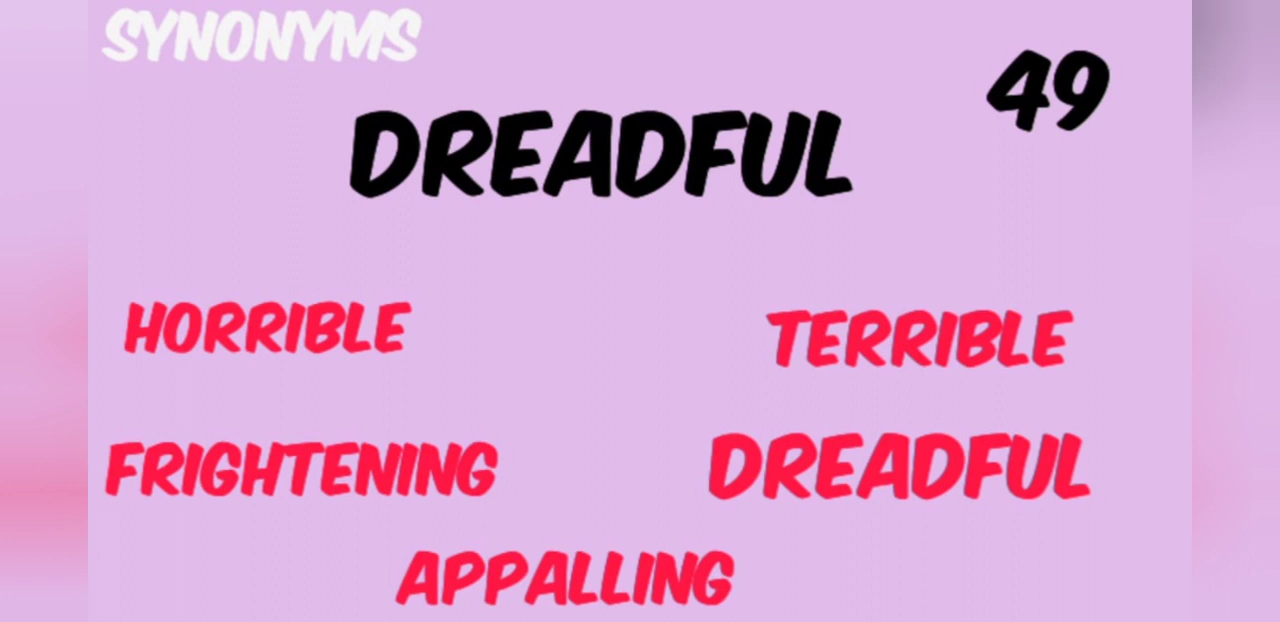 SYNONYMS
49
DREADFUL
HORRIBLE
TERRIBLE
FRIGHTENING
DREADFUL
APPALLING